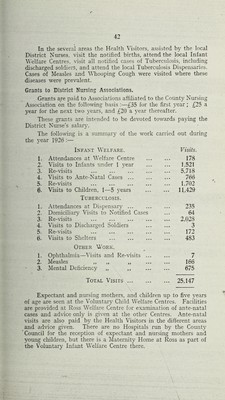 42
In the several areas the Health Visitors, assisted by the local
District Nurses, visit the notified births, attend the local Infant
Welfare Centres, visit all notified cases of Tuberculosis, including
discharged soldiers, and attend the local Tuberculosis Dispensaries.
Cases of Measles and Whooping Cough were visited where these
diseases were prevalent.
Grants to District Nursing Associations.
Grants are paid to Associations affiliated to the County Nursing
Association on the following basis:—£35 for the first year; £25 a
year for the next two years, and £20 a year thereafter.
These grants are intended to be devoted towards paying the
District Nurse's salary.
The following is a summary of the work carried out during
the year 1926:—
INFANT WELFARE. Visits.
1. Attendances at Welfare Centre ... ... 178
2. Visits to Infants under 1 year ... ... 1,521
3. Re-visits ... ... ... ... 5,718
4. Visits to Ante-Natal Cases ... ... 766
5. Re-visits ... ... ... ... 1,702
6. Visits to Children, 1—5 years ... ... 11,429
TUBERCULOSIS.
1. Attendances at Dispensary ... ... 235
2. Domiciliary Visits to Notified Cases ... 64
3. Re-visits ... ... ... ... 2,028
4. Visits to Discharged Soldiers ... ... 3
5. Re-visits ... ... ... ... 172
6. Visits to Shelters ... ... ... 483
OTHER WORK.
1. Ophthalmia—Visits and Re-visits ... ... 7
2. Measles „ „ ... ... 166
3. Mental Deficiency „ „ ... ... 675
TOTAL VISITS ... ... 25,147
Expectant and nursing mothers, and children up to five years
of age are seen at the Voluntary Child Welfare Centres. Facilities
are provided at Ross Welfare Centre for examination of ante-natal
cases and advice only is given at the other Centres. Ante-natal
visits are also paid by the Health Visitors in the different areas
and advice given. There are no Hospitals run by the County
Council for the reception of expectant and nursing mothers and
young children, but there is a Maternity Home at Ross as part of
the Voluntary Infant Welfare Centre there.